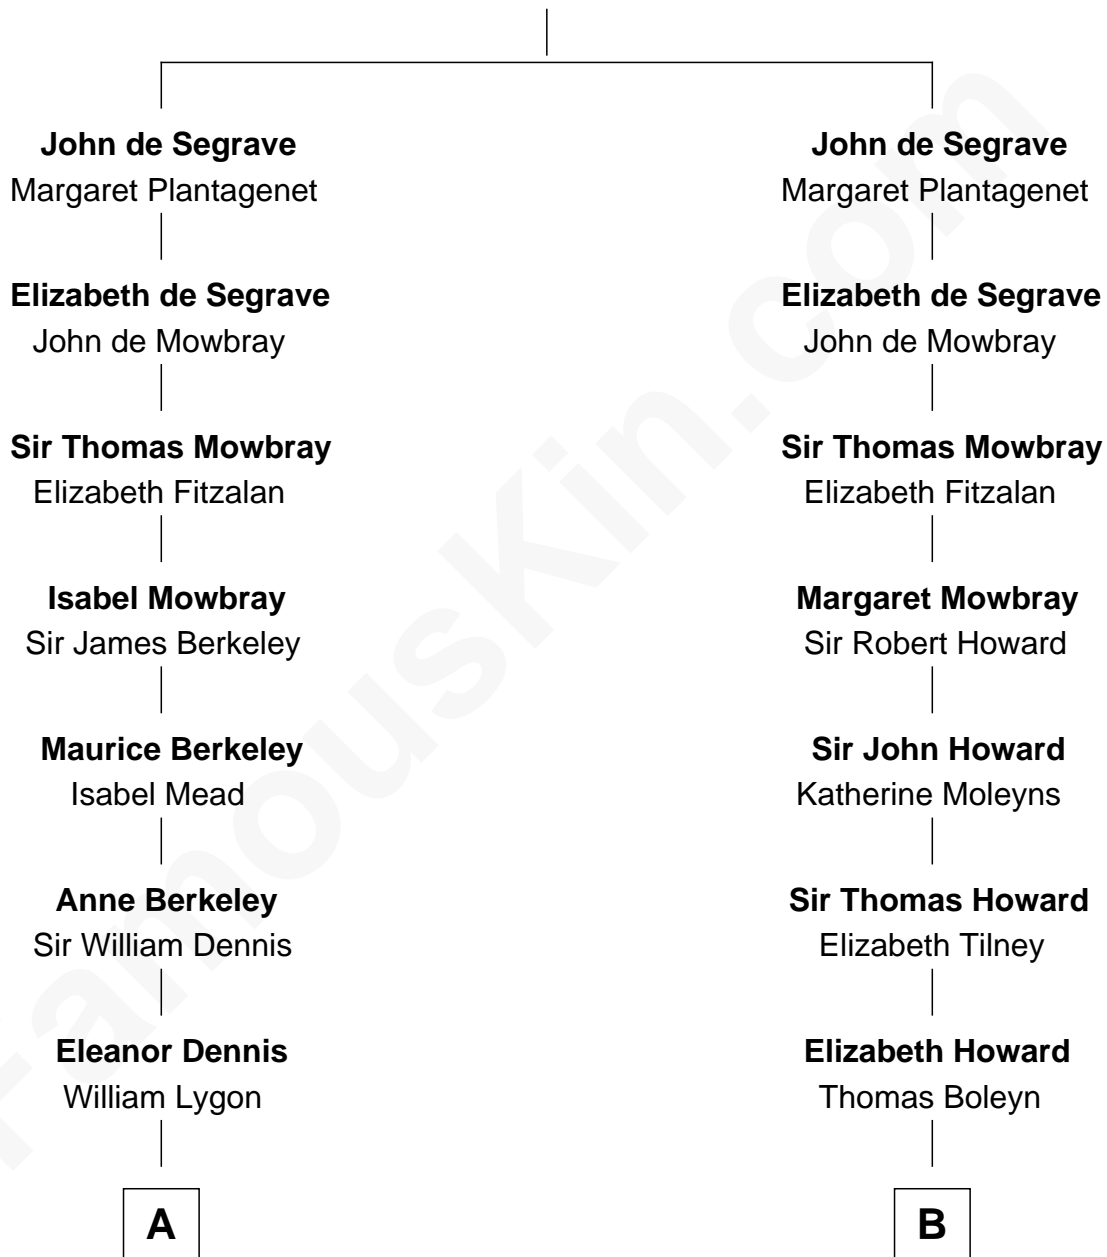 John de Segrave
Margaret Plantagenet
Elizabeth de Segrave
John de Mowbray
Sir Thomas Mowbray
Elizabeth Fitzalan
Isabel Mowbray
Sir James Berkeley
Maurice Berkeley
Isabel Mead
Anne Berkeley
Sir William Dennis
Eleanor Dennis
William Lygon
A
John de Segrave
Margaret Plantagenet
Elizabeth de Segrave
John de Mowbray
Sir Thomas Mowbray
Elizabeth Fitzalan
Margaret Mowbray
Sir Robert Howard
Sir John Howard
Katherine Moleyns
Sir Thomas Howard
Elizabeth Tilney
Elizabeth Howard
Thomas Boleyn
B
FamousKin.com